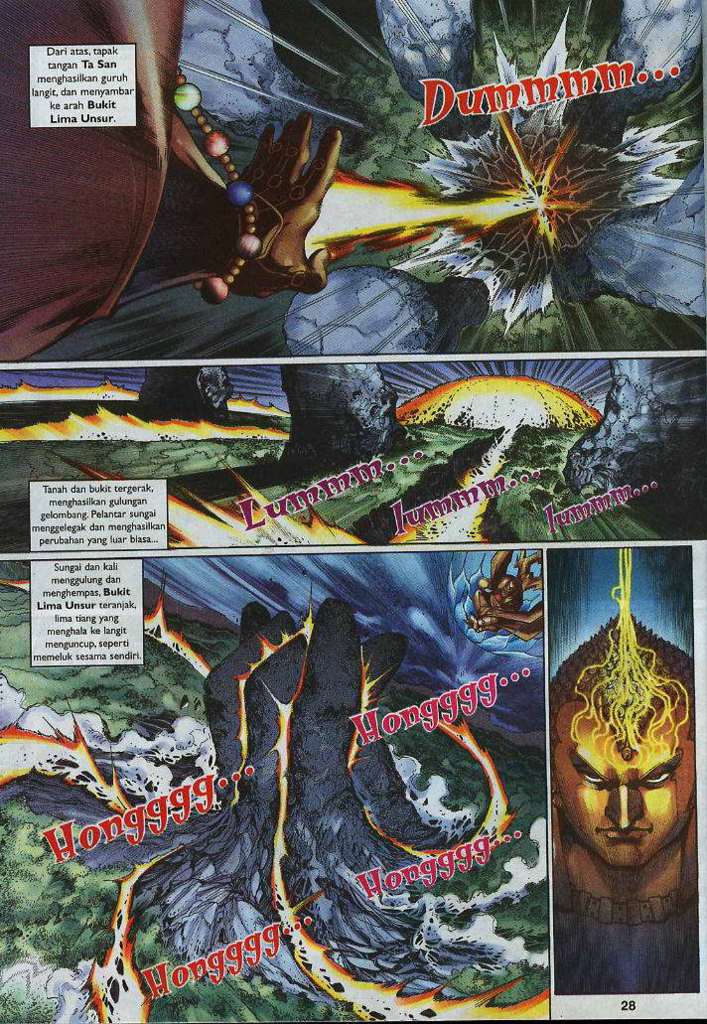 Dari atas, tapak
tangan Ta San
menghasilkan guruh
langit, dan menyambar
ke arah Bukit
Lima Unsur.
Dummmm...
Tanah dan bukit tergerak,
menghasilkan gulungan
gelombang. Pelantar sungai
menggelegak dan menghasilkan
perubahan yang luar biasa...
Lummmm...
lummmm...
lummmm...
Sungai dan kali
menggulung dan
menghempas, Bukit
Lima Unsur teranjak,
lima tiang yang
menghala ke langit
menguncup, seperti
memeluk sesama sendiri.
Hongggg...
Hongggg...
Hongggg...
Hongggg...
28